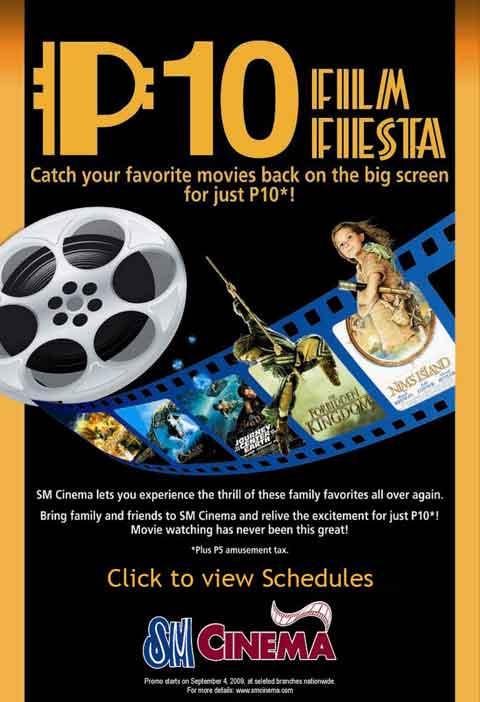 ₱10 FILM
FIESTA
Catch your favorite movies back on the big screen
for just P10*!
NIM'S ISLAND
THE
FORBIDDEN
KINGDOM
JOURNEY
TO THE
CENTER OF THE
EARTH
SM Cinema lets you experience the thrill of these family favorites all over again.
Bring family and friends to SM Cinema and relive the excitement for just P10*!
Movie watching has never been this great!
*Plus P5 amusement tax.
Click to view Schedules
SM CINEMA
Promo starts on September 4, 2009, at seleted branches nationwide.
For more details: www.smcinema.com